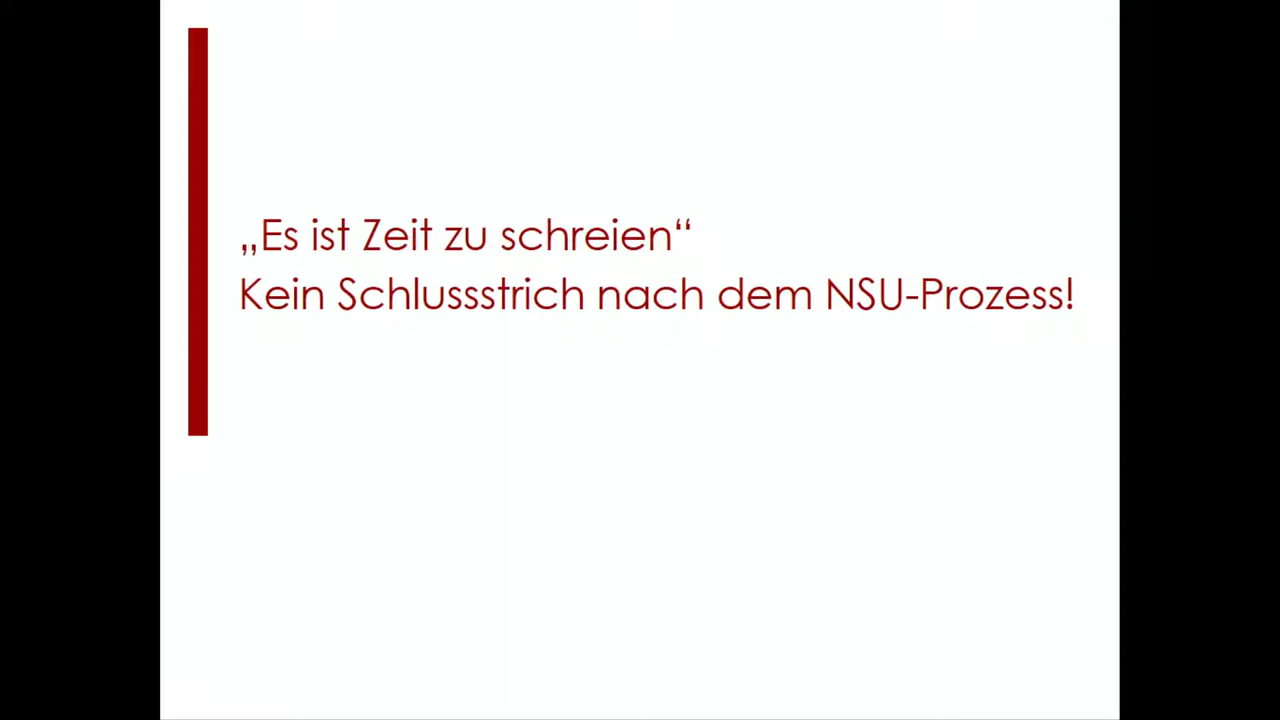 „Es ist Zeit zu schreien“
Kein Schlussstrich nach dem NSU-Prozess!